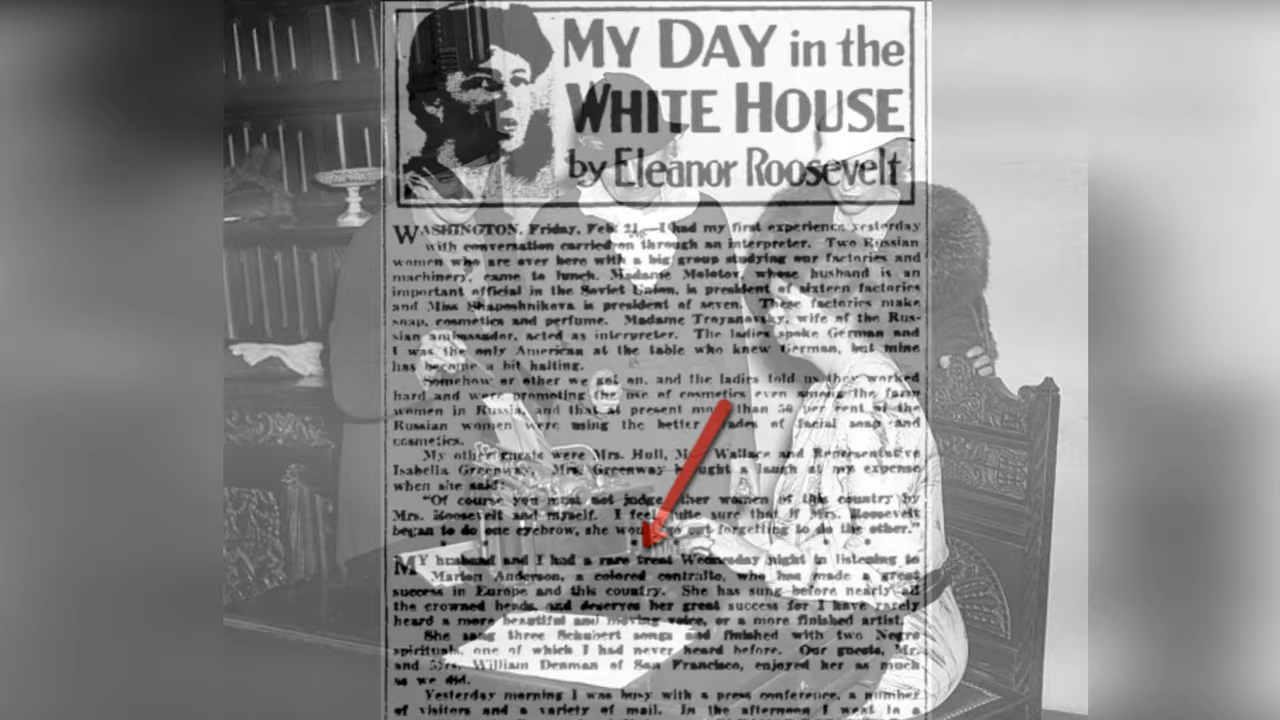 MY DAY in the
WHITE HOUSE
by Eleanor Roosevelt
WASHINGTON, Friday, Feb. 21.—I had my first experience yesterday
with conversation carried on through an interpreter. Two Russian
women who are over here with a big group studying our factories and
machinery, came to lunch. Madame Molotov, whose husband is an
important official in the Soviet Union, is president of sixteen factories
and Miss Shaposhnikova is president of seven. These factories make
soap, cosmetics and perfume. Madame Troyanovsky, wife of the Rus-
sian ambassador, acted as interpreter. The ladies spoke German and
I was the only American at the table who knew German, but mine
has become a bit halting.
Somehow or other we got on, and the ladies told us they worked
hard and were promoting the use of cosmetics even among the farm
women in Russia, and that at present more than 50 per cent of the
Russian women were using the better grades of facial soap and
cosmetics.
My other guests were Mrs. Hull, Mrs. Wallace and Representative
Isabella Greenway. Mrs. Greenway brought a laugh at my expense
when she said:
"Of course you must not judge other women of this country by
Mrs. Roosevelt and myself. I feel quite sure that if Mrs. Roosevelt
began to do one eyebrow, she would go out forgetting to do the other."
MY husband and I had a rare treat Wednesday night in listening to
Marian Anderson, a colored contralto, who has made a great
success in Europe and this country. She has sung before nearly all
the crowned heads, and deserves her great success for I have rarely
heard a more beautiful and moving voice, or a more finished artist.
She sang three Schubert songs and finished with two Negro
spirituals, one of which I had never heard before. Our guests, Mr.
and Mrs. William Denman of San Francisco, enjoyed her as much
as we did.
Yesterday morning I was busy with a press conference, a number
of visitors and a variety of mail. In the afternoon I went to a